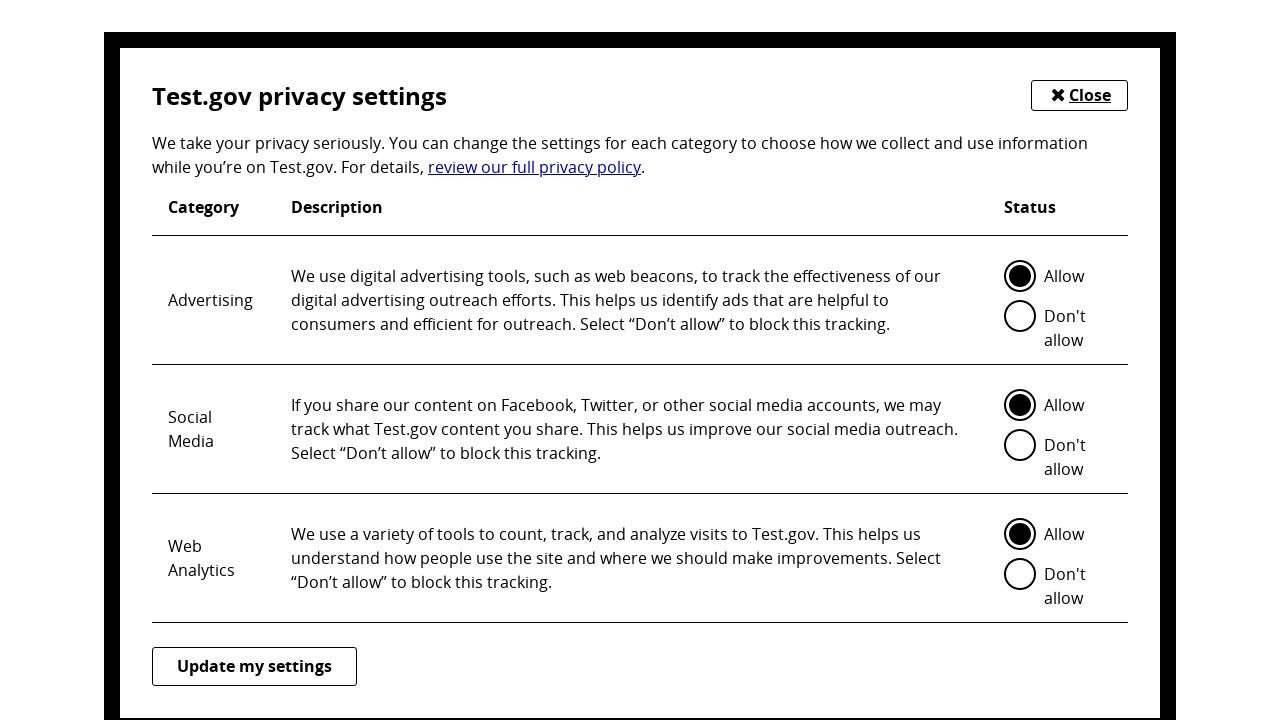 Test.gov privacy settings
✖ Close
We take your privacy seriously. You can change the settings for each category to choose how we collect and use information
while you’re on Test.gov. For details, review our full privacy policy.
Category Description Status
Advertising
We use digital advertising tools, such as web beacons, to track the effectiveness of our
digital advertising outreach efforts. This helps us identify ads that are helpful to
consumers and efficient for outreach. Select “Don’t allow” to block this tracking.
Allow
Don't
allow
Social
Media
If you share our content on Facebook, Twitter, or other social media accounts, we may
track what Test.gov content you share. This helps us improve our social media outreach.
Select “Don’t allow” to block this tracking.
Allow
Don't
allow
Web
Analytics
We use a variety of tools to count, track, and analyze visits to Test.gov. This helps us
understand how people use the site and where we should make improvements. Select
“Don’t allow” to block this tracking.
Allow
Don't
allow
Update my settings